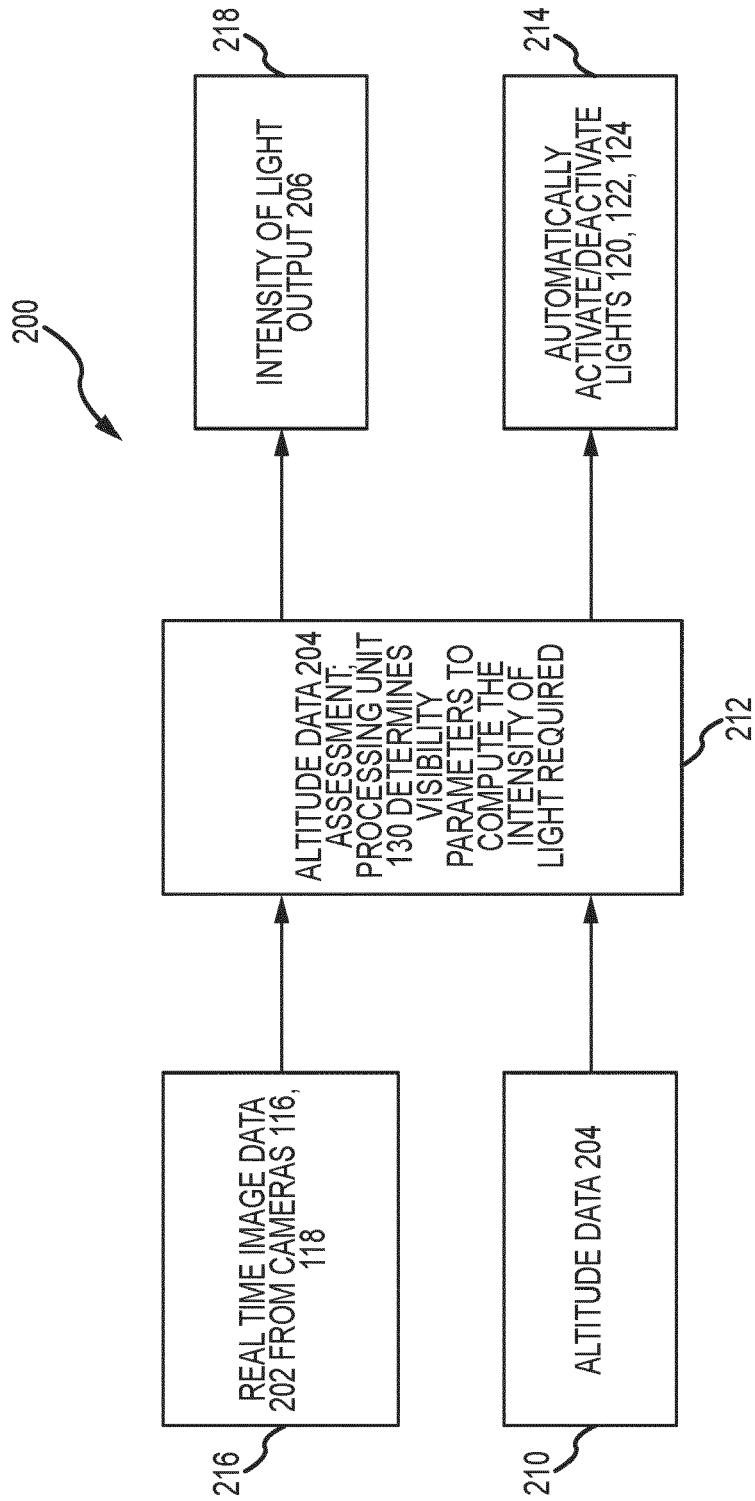 200
216
REAL TIME IMAGE DATA
202 FROM CAMERAS 116,
118
210
ALTITUDE DATA 204
ALTITUDE DATA 204
ASSESSMENT;
PROCESSING UNIT
130 DETERMINES
VISIBILITY
PARAMETERS TO
COMPUTE THE
INTENSITY OF
LIGHT REQUIRED
212
INTENSITY OF LIGHT
OUTPUT 206
218
AUTOMATICALLY
ACTIVATE/DEACTIVATE
LIGHTS 120, 122, 124
214